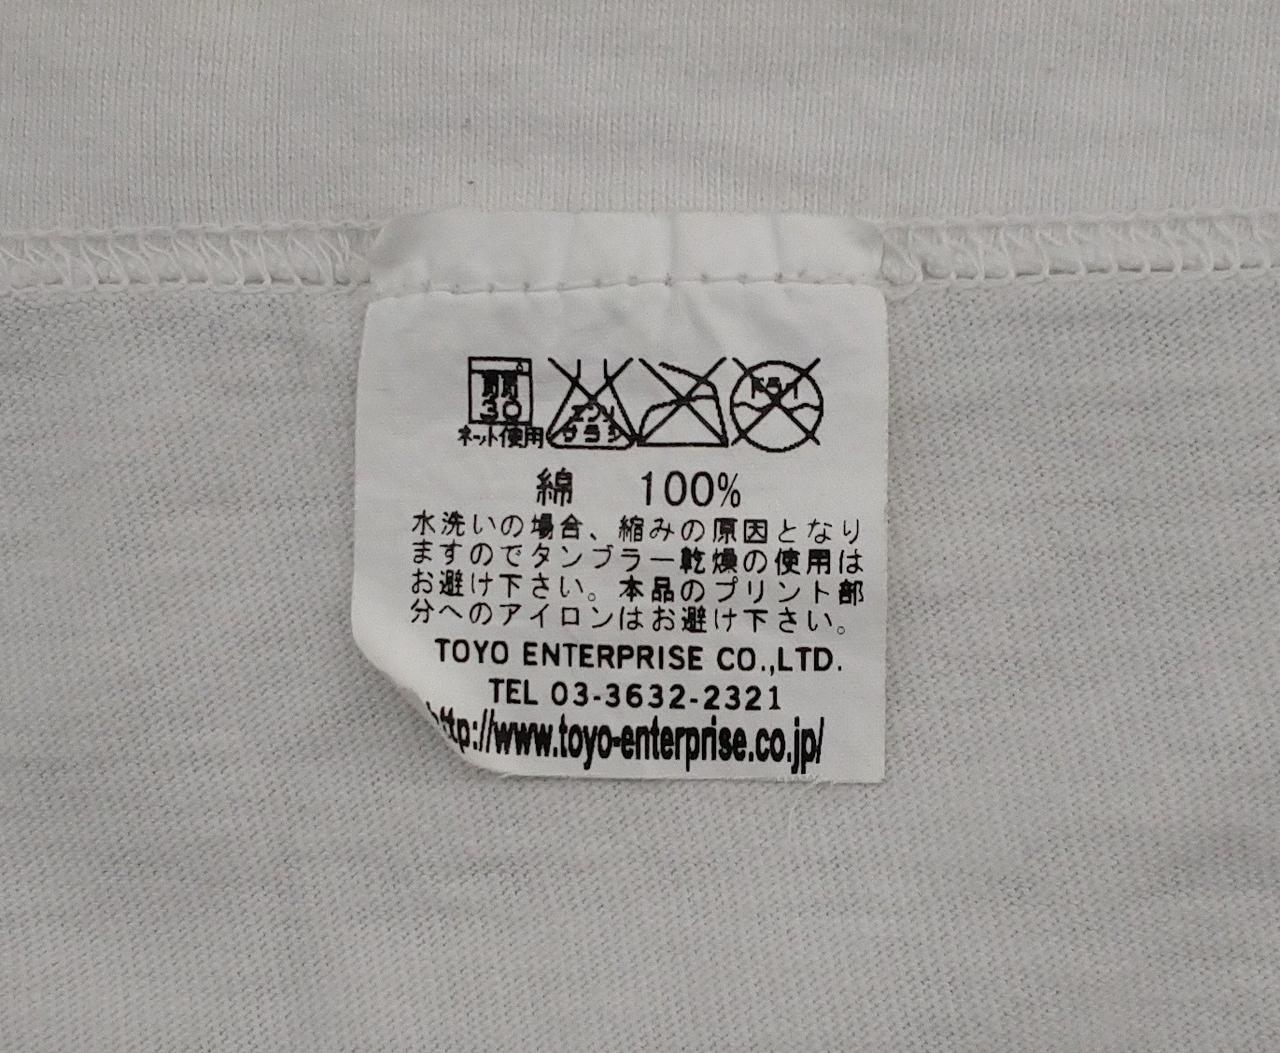 30
ネット使用
エンソ
サラシ
ドライ
綿 100%
水洗いの場合、縮みの原因となり
ますのでタンブラー乾燥の使用は
お避け下さい。本品のプリント部
分へのアイロンはお避け下さい。
TOYO ENTERPRISE CO.,LTD.
TEL 03-3632-2321
http://www.toyo-enterprise.co.jp/